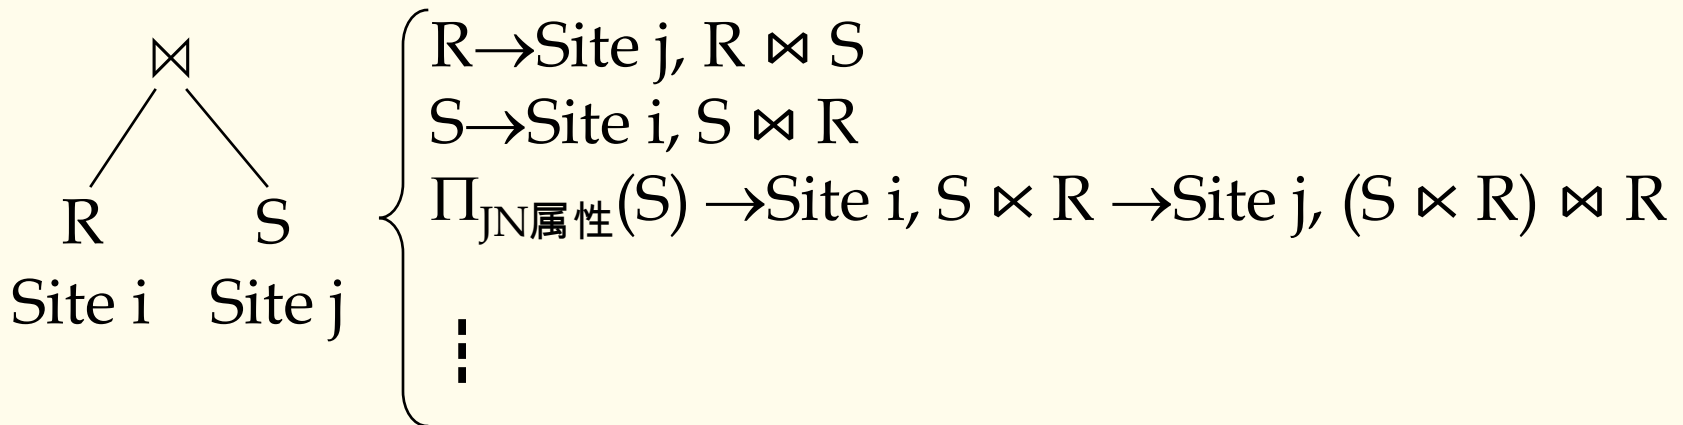 ⋈
R S
Site i Site j
R→Site j, R ⋈ S
S→Site i, S ⋈ R
Π_JN属性(S) →Site i, S ⋉ R →Site j, (S ⋉ R) ⋈ R
⋮